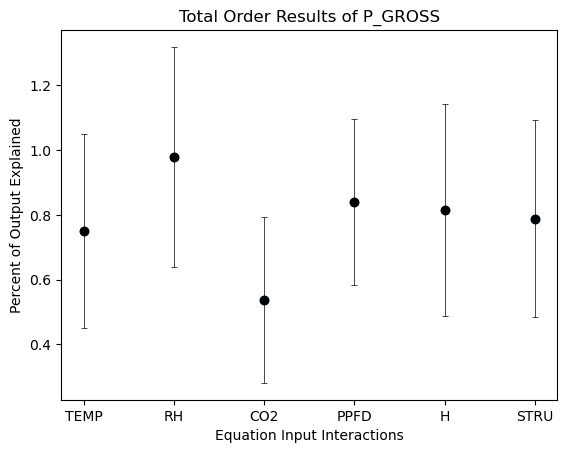 Total Order Results of P_GROSS
Percent of Output Explained
1.2
1.0
0.8
0.6
0.4
TEMP RH CO2 PPFD H STRU
Equation Input Interactions